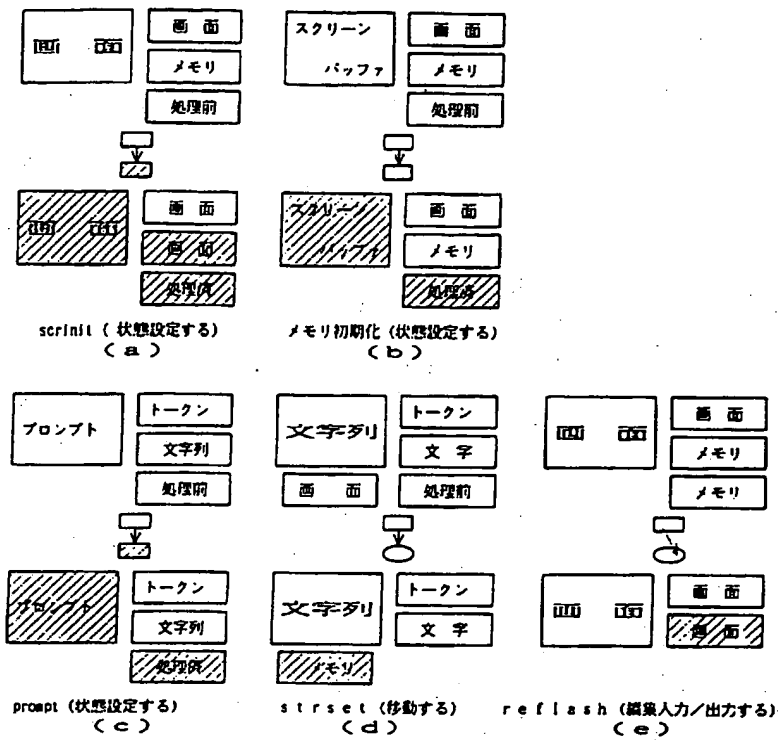 画面
画面
メモリ
処理前
スクリーン
バッファ
画面
メモリ
処理前
画面
画面
画面
処理済
スクリーン
バッファ
画面
メモリ
処理済
scrinit ( 状態設定する)
(a)
メモリ初期化 (状態設定する)
(b)
プロンプト
トークン
文字列
処理前
文字列
画面
トークン
文字
処理前
画面
画面
メモリ
メモリ
プロンプト
トークン
文字列
処理済
文字列
メモリ
トークン
文字
画面
画面
画面
prompt (状態設定する)
(c)
strset (移動する)
(d)
reflash (編集入力/出力する)
(e)